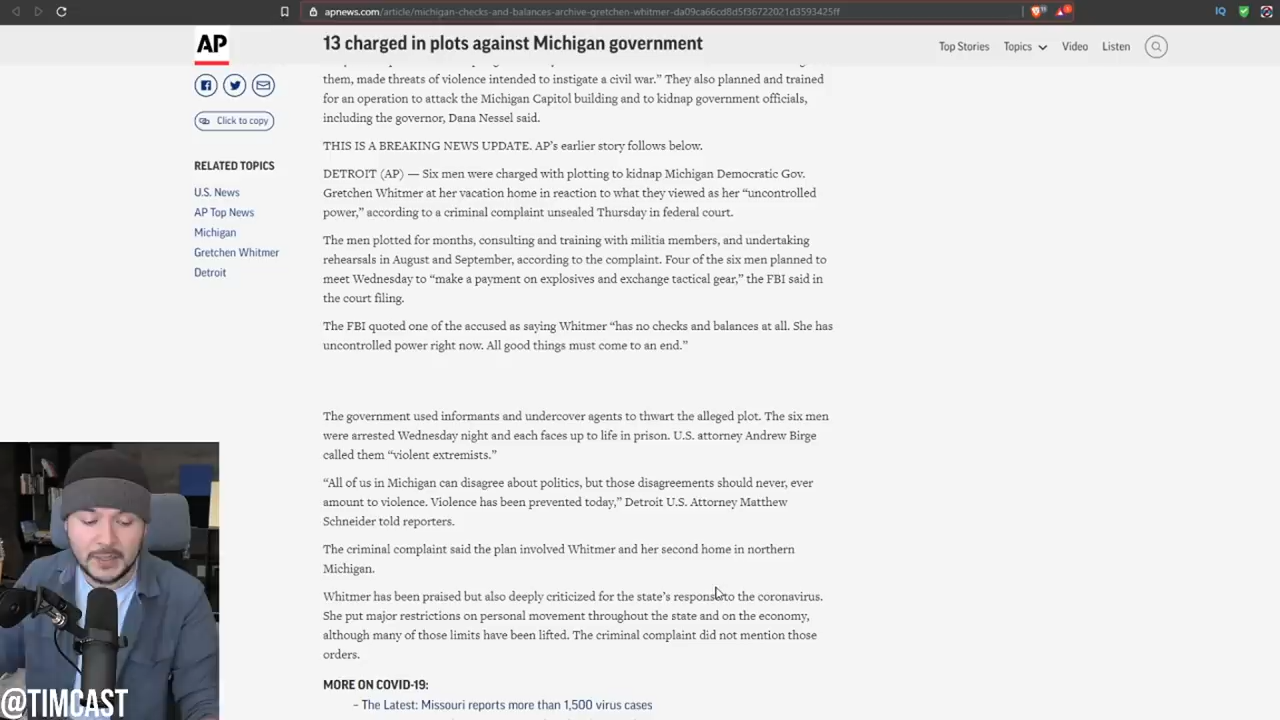 apnews.com/article/michigan-checks-and-balances-archive-gretchen-whitmer-da09ca66cd8d5f36722021d3593425ff
IQ
AP
13 charged in plots against Michigan government
Top Stories Topics Video Listen
them, made threats of violence intended to instigate a civil war.” They also planned and trained
for an operation to attack the Michigan Capitol building and to kidnap government officials,
including the governor, Dana Nessel said.
Click to copy
THIS IS A BREAKING NEWS UPDATE. AP’s earlier story follows below.
RELATED TOPICS
U.S. News
AP Top News
Michigan
Gretchen Whitmer
Detroit
DETROIT (AP) — Six men were charged with plotting to kidnap Michigan Democratic Gov.
Gretchen Whitmer at her vacation home in reaction to what they viewed as her “uncontrolled
power,” according to a criminal complaint unsealed Thursday in federal court.
The men plotted for months, consulting and training with militia members, and undertaking
rehearsals in August and September, according to the complaint. Four of the six men planned to
meet Wednesday to “make a payment on explosives and exchange tactical gear,” the FBI said in
the court filing.
The FBI quoted one of the accused as saying Whitmer “has no checks and balances at all. She has
uncontrolled power right now. All good things must come to an end.”
The government used informants and undercover agents to thwart the alleged plot. The six men
were arrested Wednesday night and each faces up to life in prison. U.S. attorney Andrew Birge
called them “violent extremists.”
“All of us in Michigan can disagree about politics, but those disagreements should never, ever
amount to violence. Violence has been prevented today,” Detroit U.S. Attorney Matthew
Schneider told reporters.
The criminal complaint said the plan involved Whitmer and her second home in northern
Michigan.
Whitmer has been praised but also deeply criticized for the state’s response to the coronavirus.
She put major restrictions on personal movement throughout the state and on the economy,
although many of those limits have been lifted. The criminal complaint did not mention those
orders.
MORE ON COVID-19:
– The Latest: Missouri reports more than 1,500 virus cases
@TIMCAST